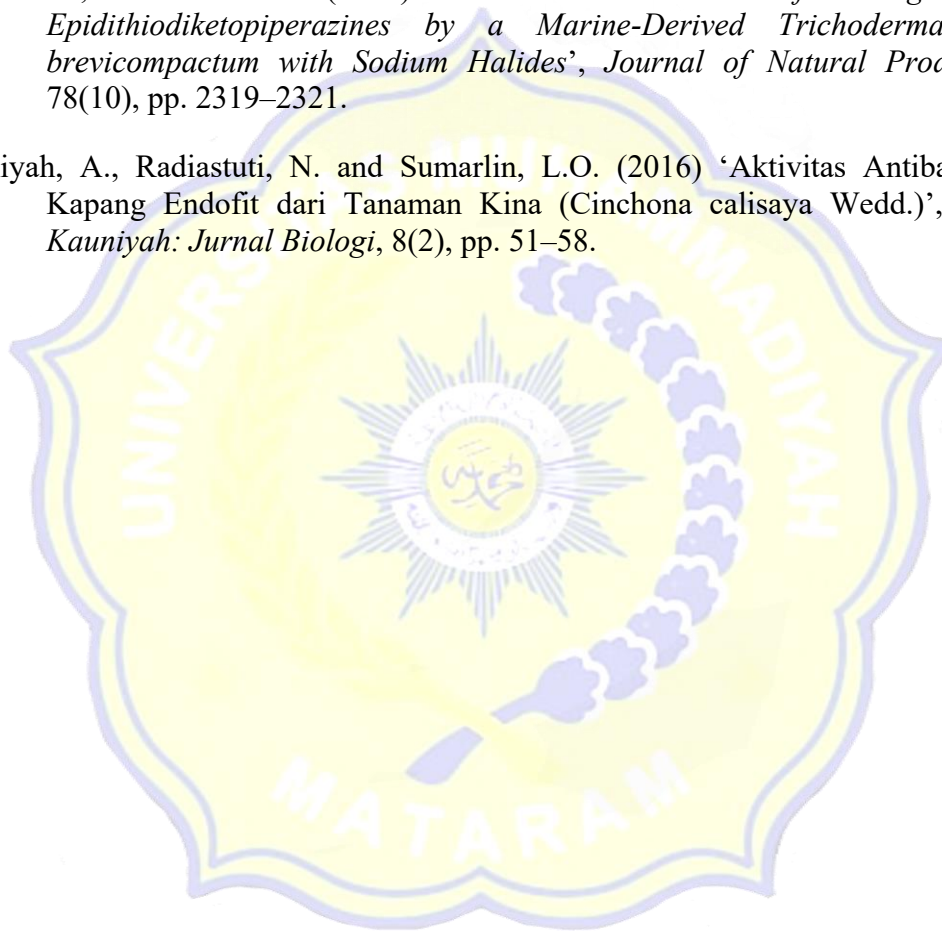 Epidithiodiketopiperazines by a Marine-Derived Trichoderma
brevicompactum with Sodium Halides’, Journal of Natural Prod
78(10), pp. 2319–2321.
iyah, A., Radiastuti, N. and Sumarlin, L.O. (2016) ‘Aktivitas Antiba
Kapang Endofit dari Tanaman Kina (Cinchona calisaya Wedd.)’,
Kauniyah: Jurnal Biologi, 8(2), pp. 51–58.
UNIVERSITAS MUHAMMADIYAH
MATARAM